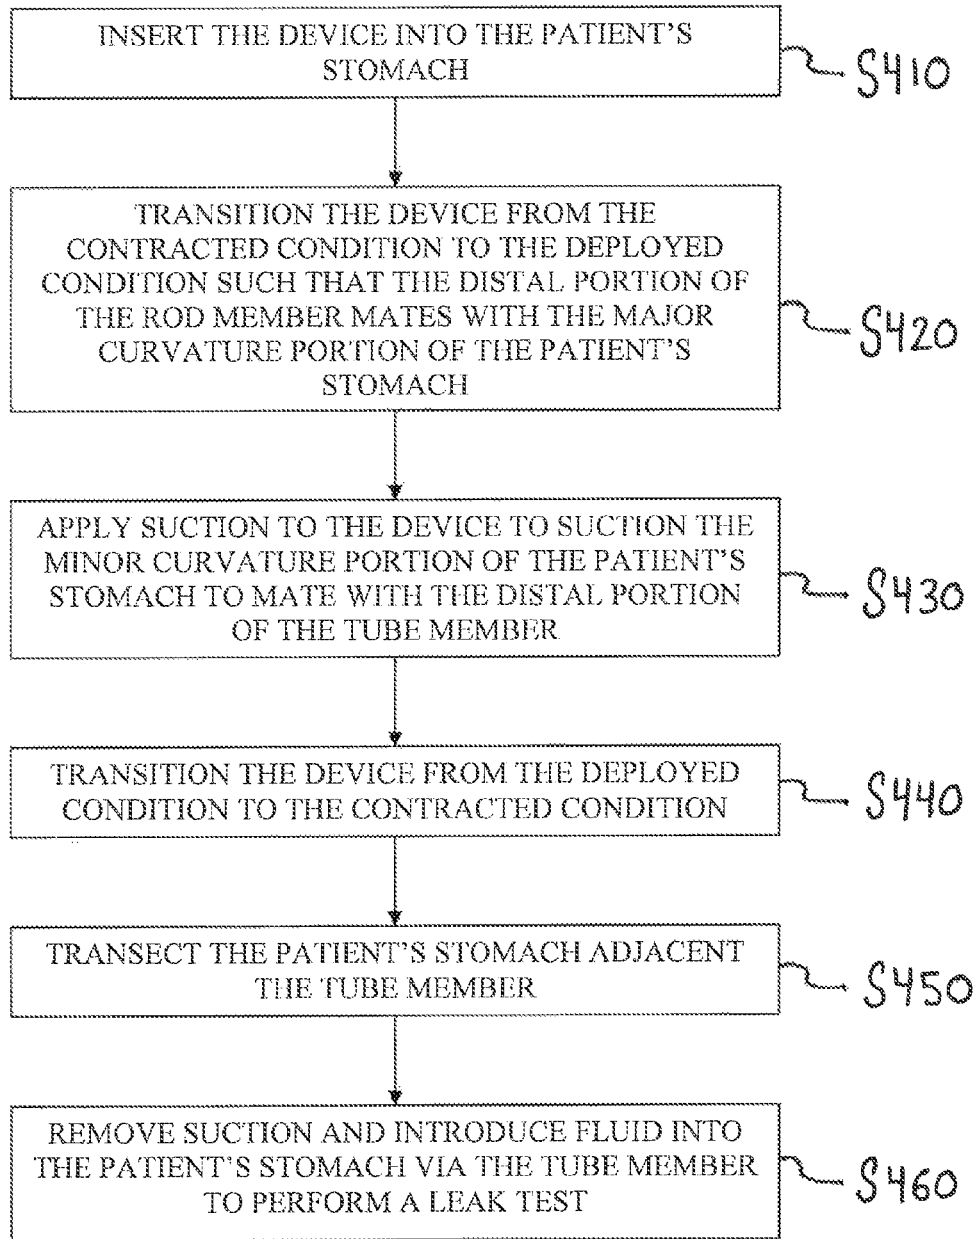 INSERT THE DEVICE INTO THE PATIENT'S
STOMACH
S410
TRANSITION THE DEVICE FROM THE
CONTRACTED CONDITION TO THE DEPLOYED
CONDITION SUCH THAT THE DISTAL PORTION OF
THE ROD MEMBER MATES WITH THE MAJOR
CURVATURE PORTION OF THE PATIENT'S
STOMACH
S420
APPLY SUCTION TO THE DEVICE TO SUCTION THE
MINOR CURVATURE PORTION OF THE PATIENT'S
STOMACH TO MATE WITH THE DISTAL PORTION
OF THE TUBE MEMBER
S430
TRANSITION THE DEVICE FROM THE DEPLOYED
CONDITION TO THE CONTRACTED CONDITION
S440
TRANSECT THE PATIENT'S STOMACH ADJACENT
THE TUBE MEMBER
S450
REMOVE SUCTION AND INTRODUCE FLUID INTO
THE PATIENT'S STOMACH VIA THE TUBE MEMBER
TO PERFORM A LEAK TEST
S460